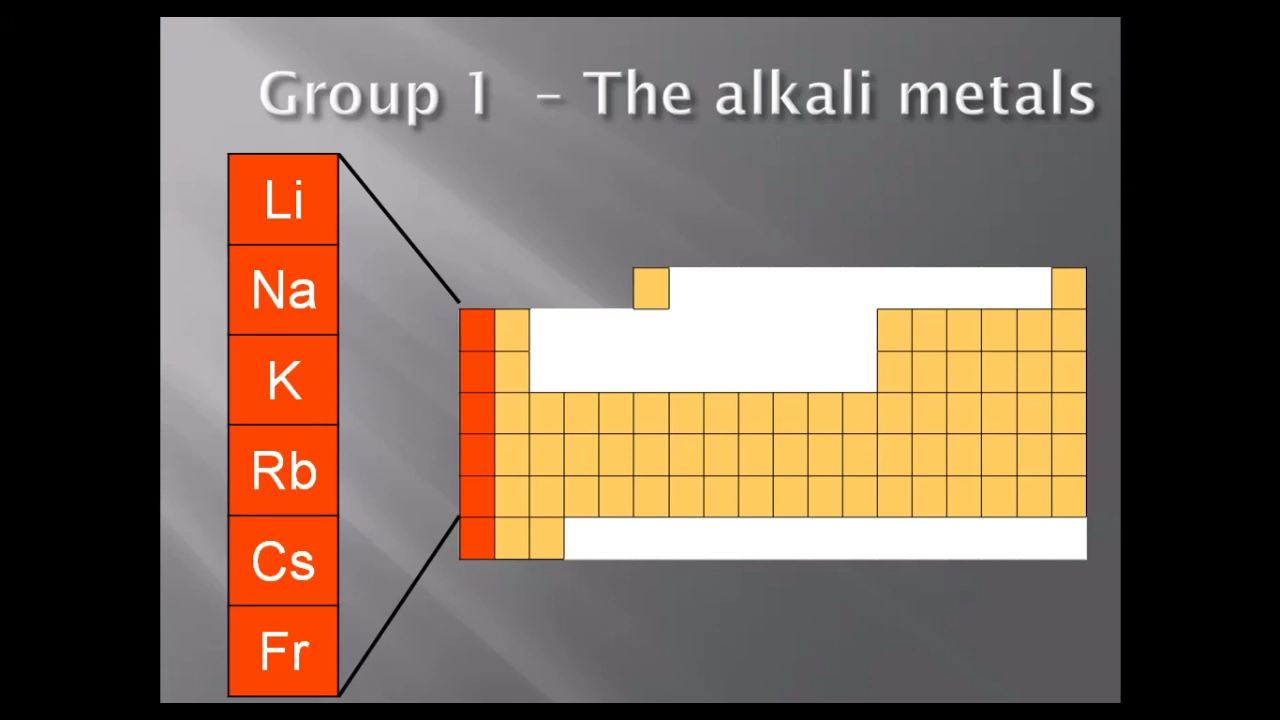 Group 1 – The alkali metals
Li
Na
K
Rb
Cs
Fr